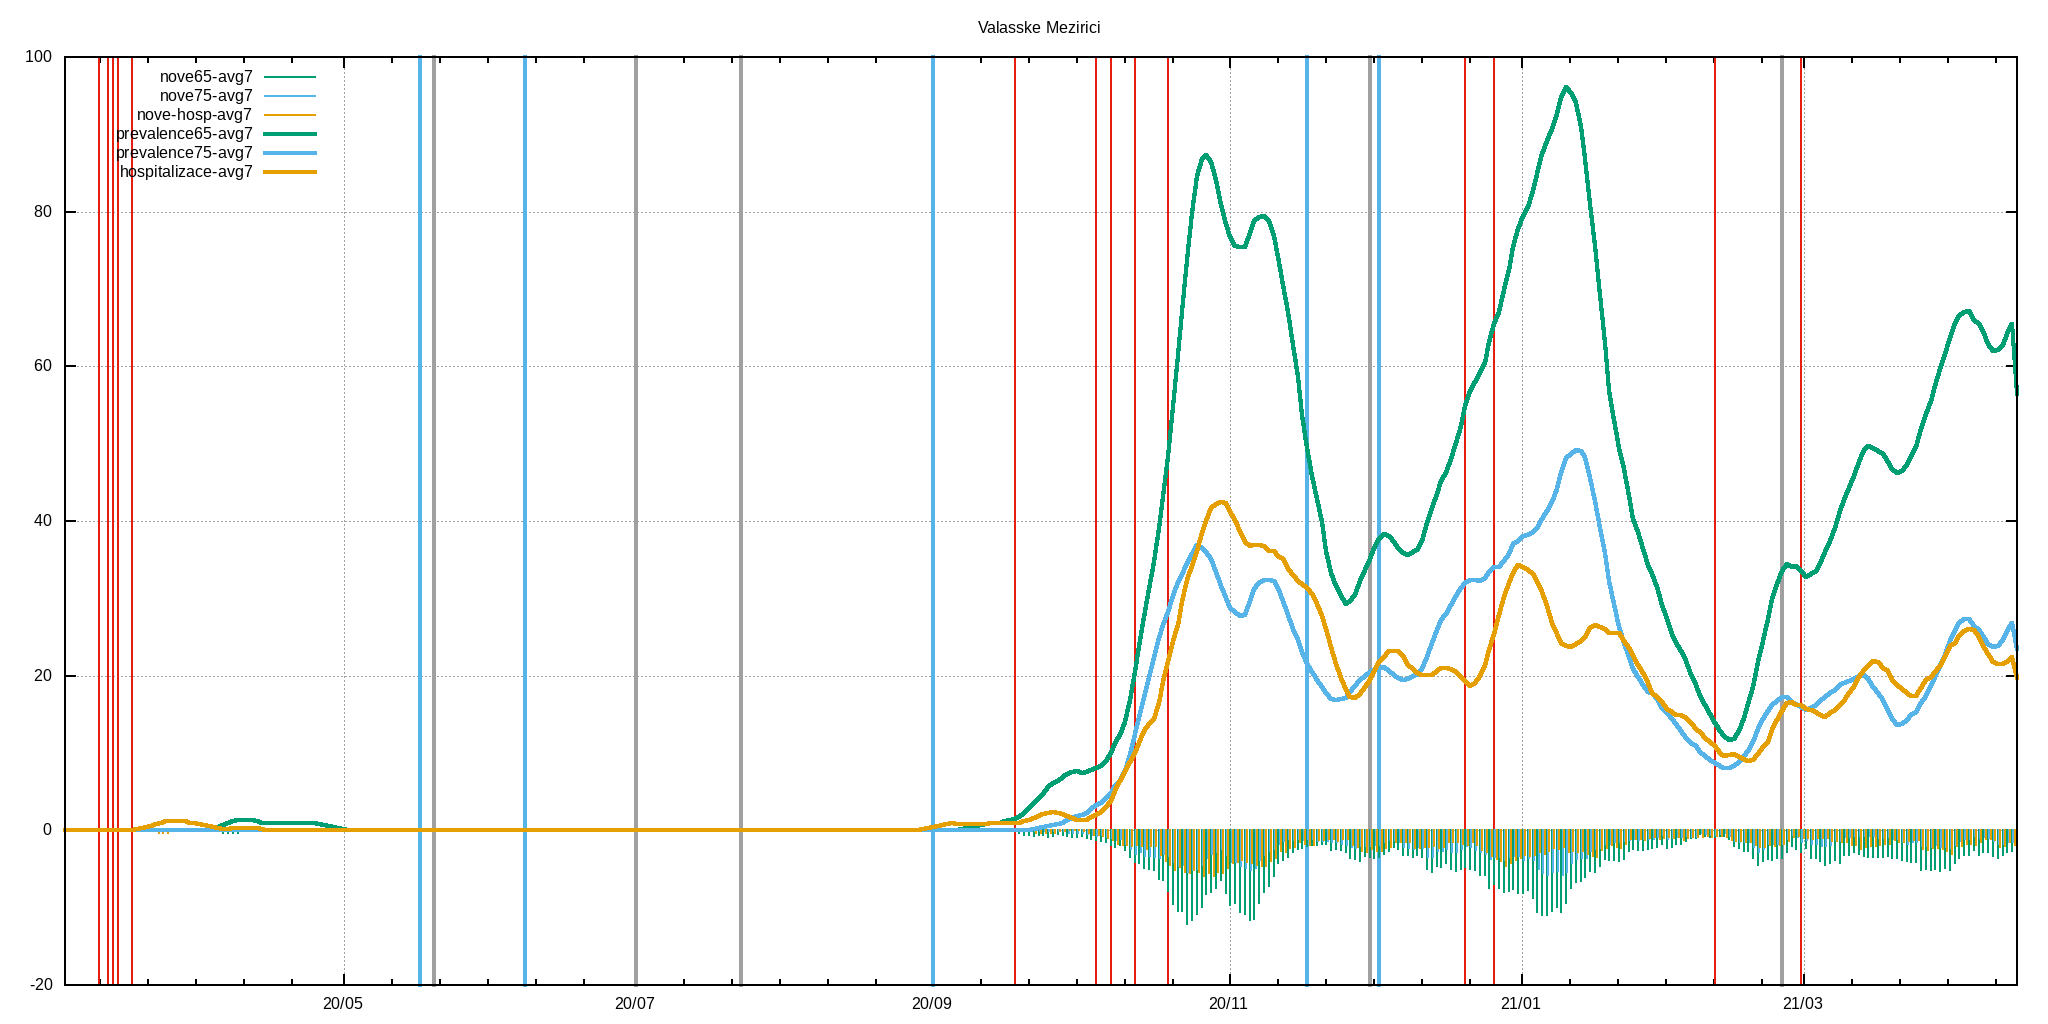 Valasske Mezirici
100
80
60
40
20
0
-20
nove65-avg7
nove75-avg7
nove-hosp-avg7
prevalence65-avg7
prevalence75-avg7
hospitalizace-avg7
20/05 20/07 20/09 20/11 21/01 21/03